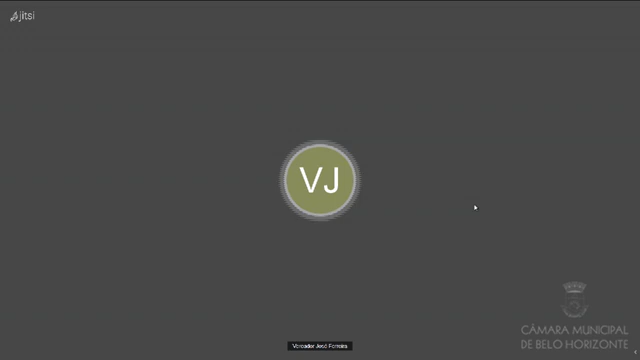 jitsi
VJ
CÂMARA MUNICIPAL
DE BELO HORIZONTE
Vereador José Ferreira